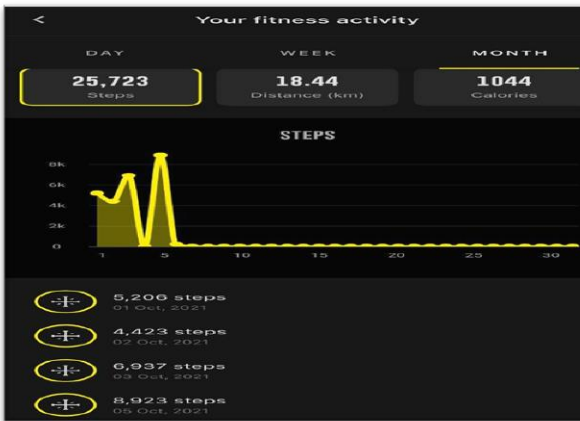 <
Your fitness activity
DAY WEEK MONTH
25,723 18.44 1044
Steps Distance (km) Calories
STEPS
8k
6k
4k
2k
0
1 5 10 15 20 25 30
5,206 steps
01 Oct, 2021
4,423 steps
02 Oct, 2021
6,937 steps
03 Oct, 2021
8,923 steps
05 Oct, 2021